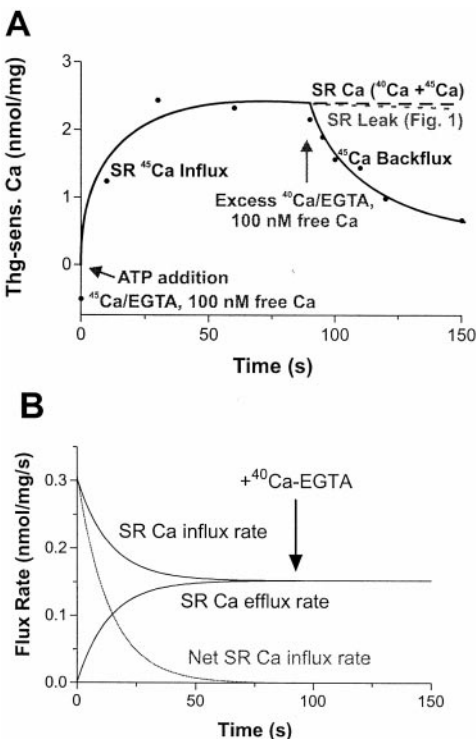 A
Thg-sens. Ca (nmol/mg)
3
2
1
0
SR Ca (⁴⁰Ca +⁴⁵Ca)
SR Leak (Fig. 1)
SR ⁴⁵Ca Influx
⁴⁵Ca Backflux
Excess ⁴⁰Ca/EGTA,
100 nM free Ca
ATP addition
⁴⁵Ca/EGTA, 100 nM free Ca
0 50 100 150
Time (s)
B
Flux Rate (nmol/mg/s)
0.3
0.2
0.1
0.0
+⁴⁰Ca-EGTA
SR Ca influx rate
SR Ca efflux rate
Net SR Ca influx rate
0 50 100 150
Time (s)